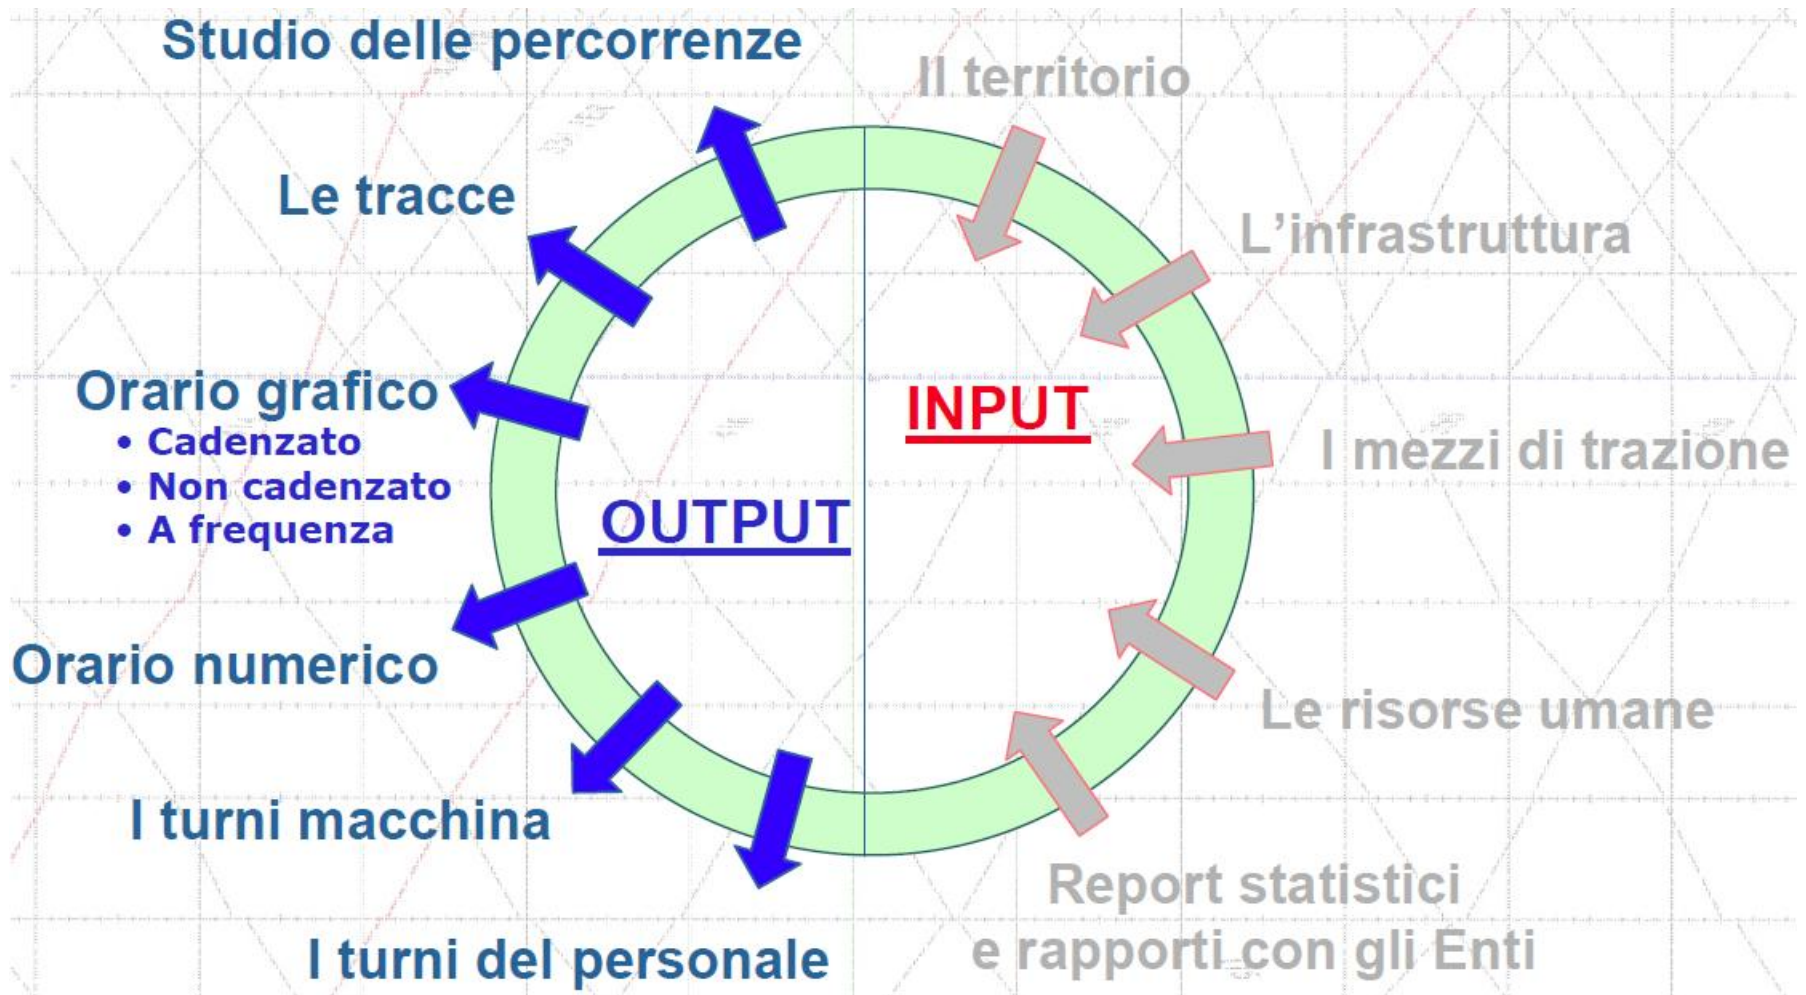 Studio delle percorrenze
Le tracce
Orario grafico
• Cadenzato
• Non cadenzato
• A frequenza
Orario numerico
I turni macchina
I turni del personale
OUTPUT
INPUT
Il territorio
L'infrastruttura
I mezzi di trazione
Le risorse umane
Report statistici
e rapporti con gli Enti